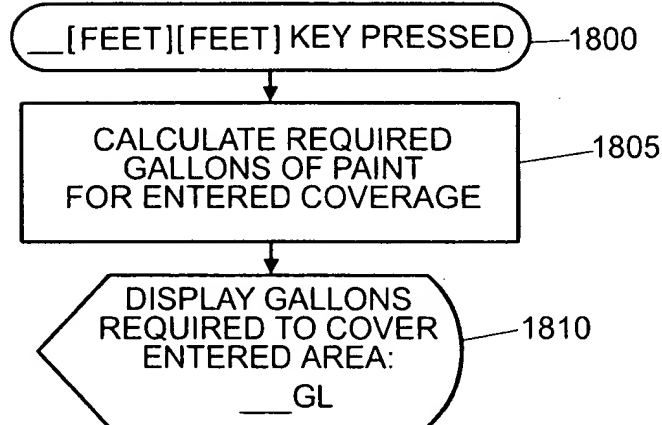 __[FEET][FEET] KEY PRESSED
1800
CALCULATE REQUIRED
GALLONS OF PAINT
FOR ENTERED COVERAGE
1805
DISPLAY GALLONS
REQUIRED TO COVER
ENTERED AREA:
___GL
1810